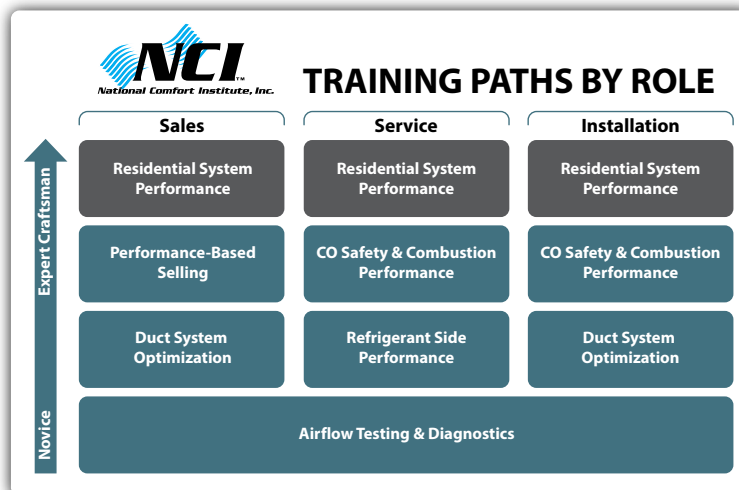 NCI™
National Comfort Institute, Inc.
TRAINING PATHS BY ROLE
Sales
Service
Installation
Expert Craftsman
Novice
Residential System
Performance
Residential System
Performance
Residential System
Performance
Performance-Based
Selling
CO Safety & Combustion
Performance
CO Safety & Combustion
Performance
Duct System
Optimization
Refrigerant Side
Performance
Duct System
Optimization
Airflow Testing & Diagnostics